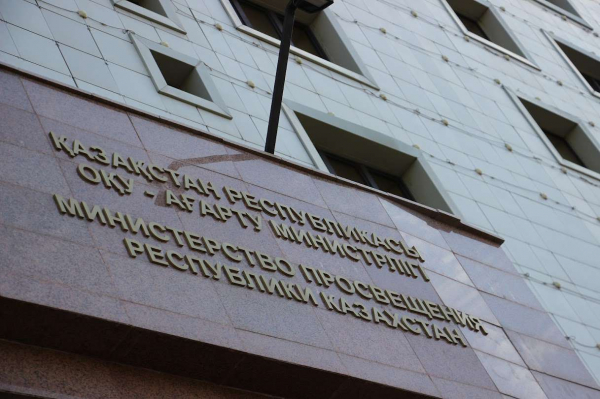 ҚАЗАҚСТАН РЕСПУБЛИКАСЫ
ОҚУ - АҒАРТУ МИНИСТРЛІГІ
МИНИСТЕРСТВО ПРОСВЕЩЕНИЯ
РЕСПУБЛИКИ КАЗАХСТАН